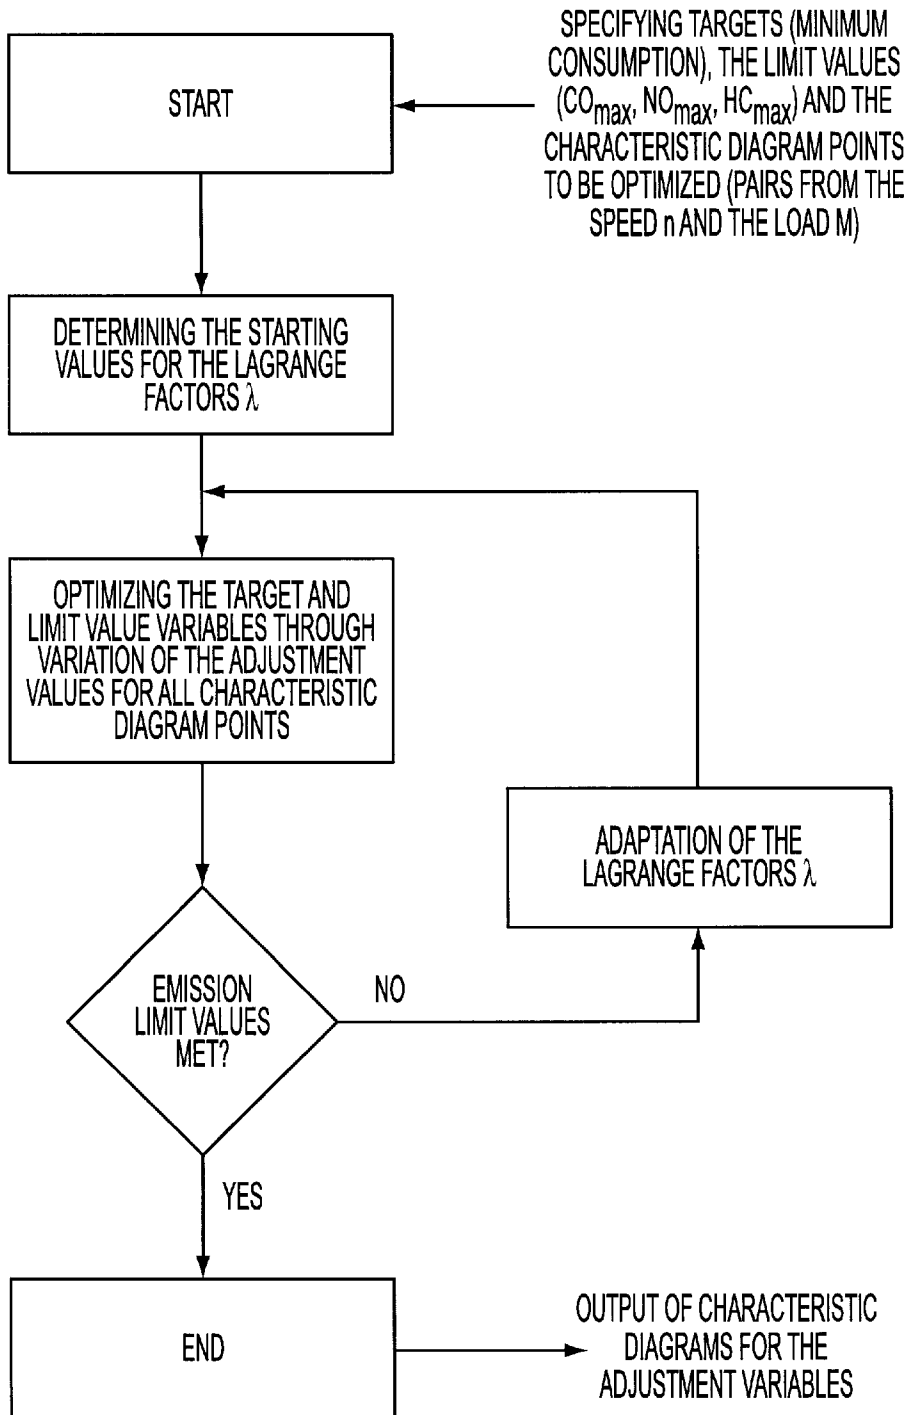 SPECIFYING TARGETS (MINIMUM
CONSUMPTION), THE LIMIT VALUES
(COmax, NOmax, HCmax) AND THE
CHARACTERISTIC DIAGRAM POINTS
TO BE OPTIMIZED (PAIRS FROM THE
SPEED n AND THE LOAD M)
START
DETERMINING THE STARTING
VALUES FOR THE LAGRANGE
FACTORS λ
OPTIMIZING THE TARGET AND
LIMIT VALUE VARIABLES THROUGH
VARIATION OF THE ADJUSTMENT
VALUES FOR ALL CHARACTERISTIC
DIAGRAM POINTS
ADAPTATION OF THE
LAGRANGE FACTORS λ
EMISSION
LIMIT VALUES
MET?
NO
YES
END
OUTPUT OF CHARACTERISTIC
DIAGRAMS FOR THE
ADJUSTMENT VARIABLES